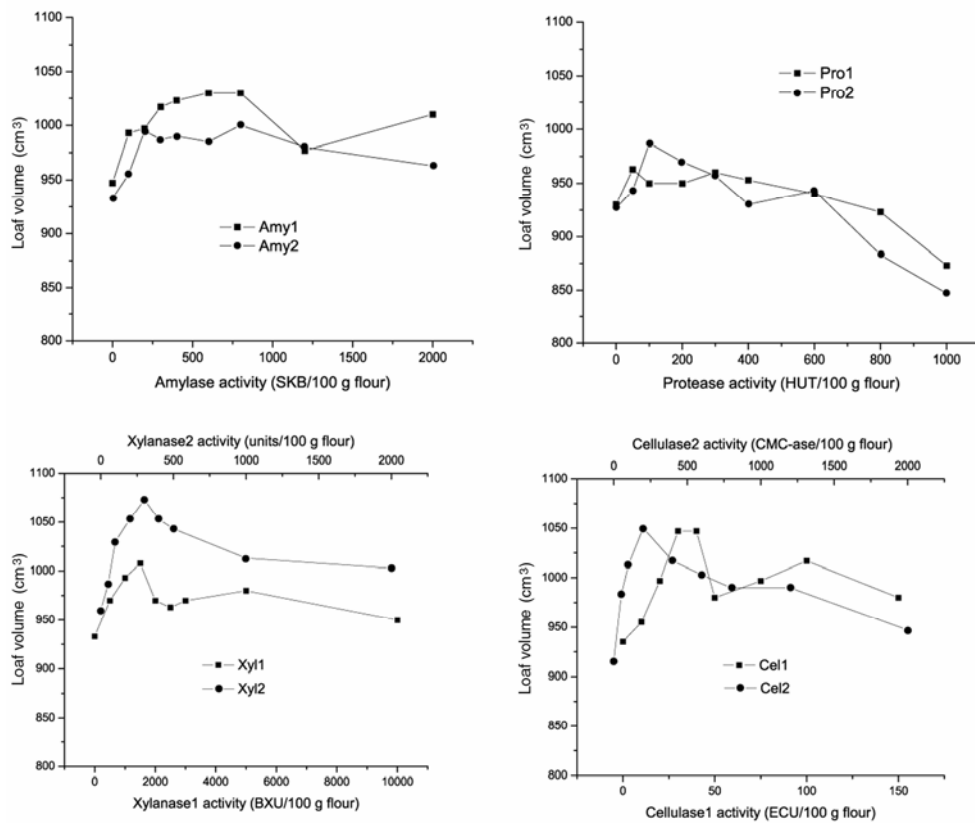 1100
1050
1000
950
900
850
800
Loaf volume (cm³)
Amy1
Amy2
0 500 1000 1500 2000
Amylase activity (SKB/100 g flour)
1100
1050
1000
950
900
850
800
Loaf volume (cm³)
Pro1
Pro2
0 200 400 600 800 1000
Protease activity (HUT/100 g flour)
Xylanase2 activity (units/100 g flour)
0 500 1000 1500 2000
1100
1050
1000
950
900
850
800
Loaf volume (cm³)
Xyl1
Xyl2
0 2000 4000 6000 8000 10000
Xylanase1 activity (BXU/100 g flour)
Cellulase2 activity (CMC-ase/100 g flour)
0 500 1000 1500 2000
1100
1050
1000
950
900
850
800
Loaf volume (cm³)
Cel1
Cel2
0 50 100 150
Cellulase1 activity (ECU/100 g flour)